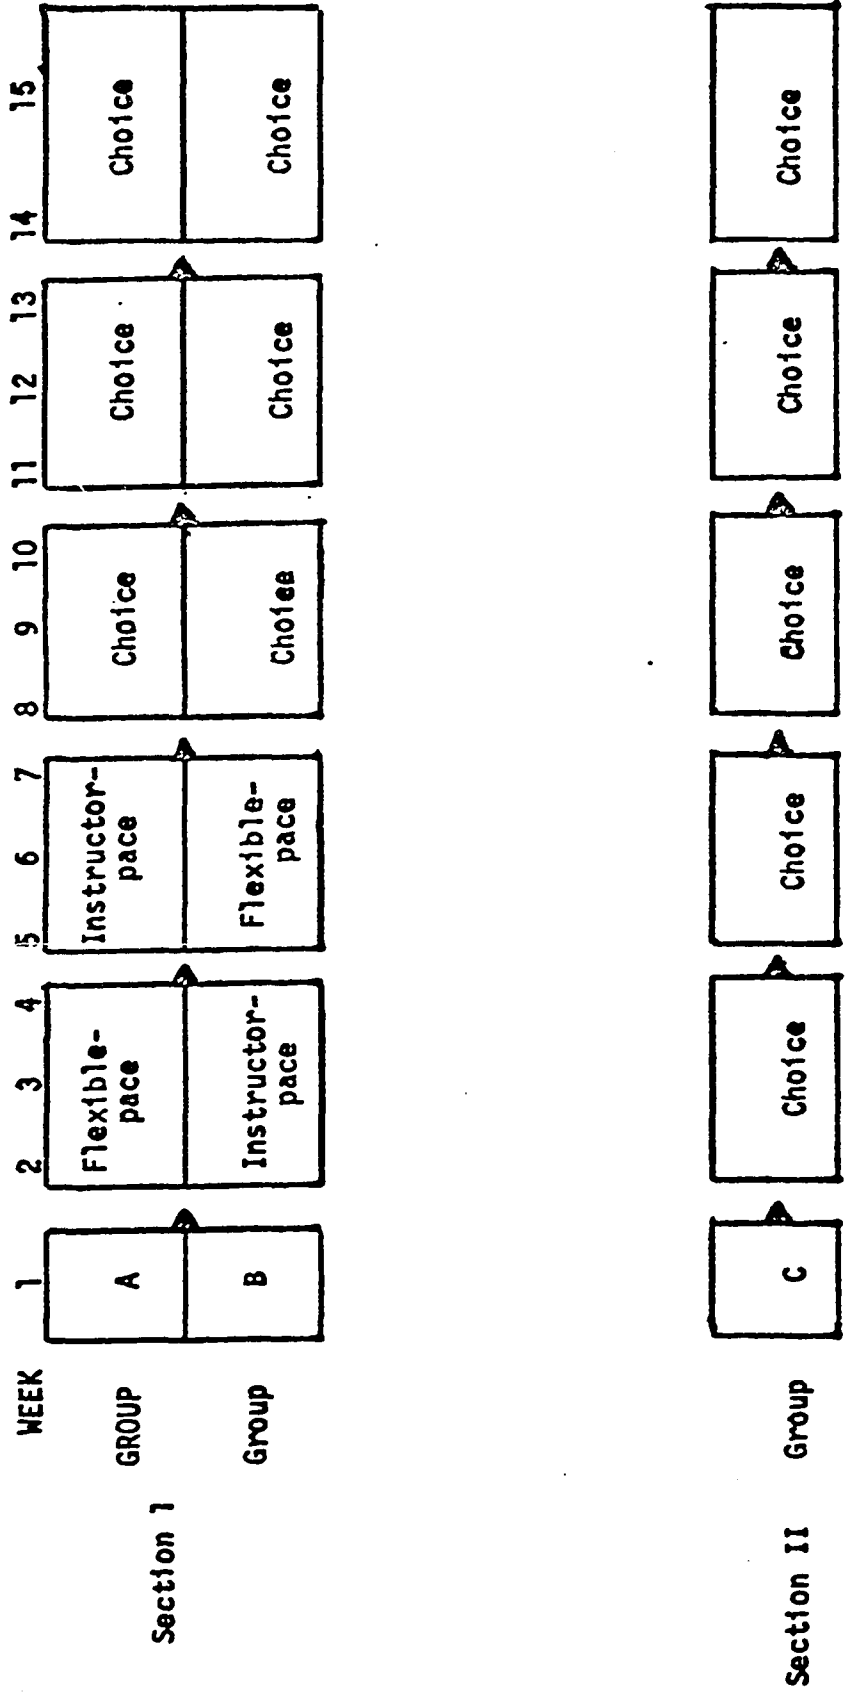 WEEK 1 2 3 4 5 6 7 8 9 10 11 12 13 14 15
Section 1
GROUP A Flexible- Instructor- Choice Choice Choice
pace pace
Group B Instructor- Flexible- Choice Choice Choice
pace pace
Section II Group C Choice Choice Choice Choice Choice